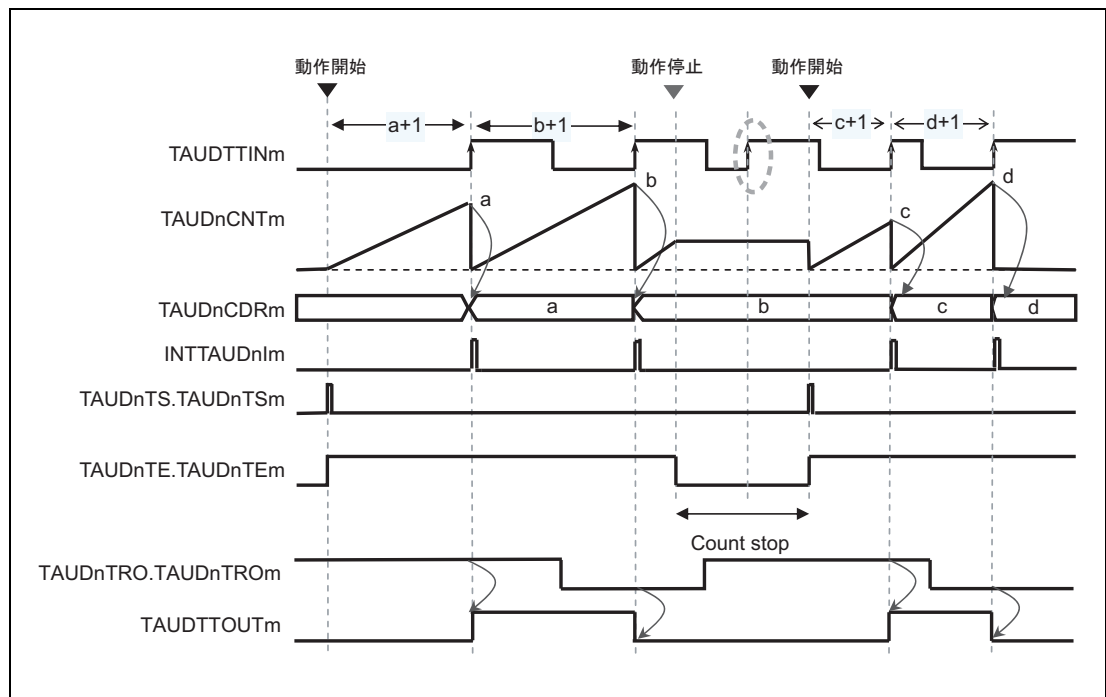 動作開始 動作停止 動作開始
a+1 b+1 c+1 d+1
TAUDTTINm
TAUDnCNTm
a b c d
TAUDnCDRm
a b c d
INTTAUDnIm
TAUDnTS.TAUDnTSm
TAUDnTE.TAUDnTEm
Count stop
TAUDnTRO.TAUDnTROm
TAUDTTOUTm